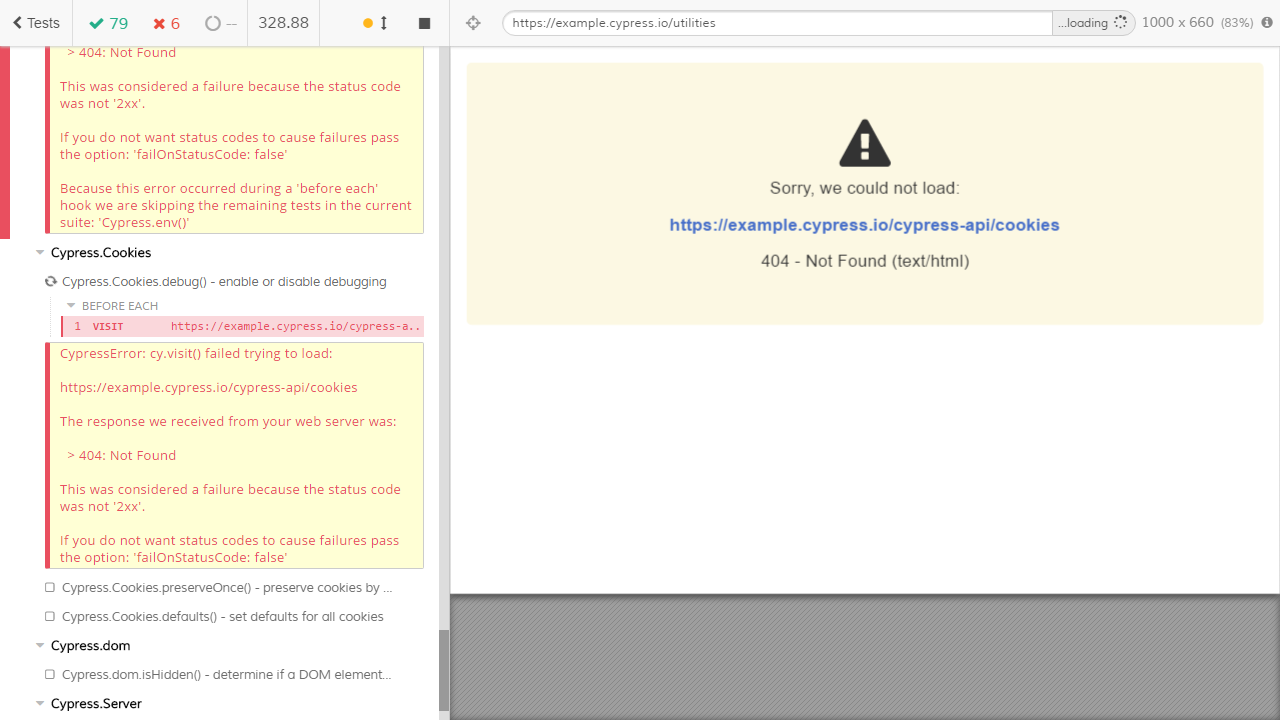 Tests
79
6
--
328.88
https://example.cypress.io/utilities
...loading
1000 x 660 (83%)
> 404: Not Found
This was considered a failure because the status code
was not '2xx'.
If you do not want status codes to cause failures pass
the option: 'failOnStatusCode: false'
Because this error occurred during a 'before each'
hook we are skipping the remaining tests in the current
suite: 'Cypress.env()'
Cypress.Cookies
Cypress.Cookies.debug() - enable or disable debugging
BEFORE EACH
1 VISIT https://example.cypress.io/cypress-a..
CypressError: cy.visit() failed trying to load:
https://example.cypress.io/cypress-api/cookies
The response we received from your web server was:
> 404: Not Found
This was considered a failure because the status code
was not '2xx'.
If you do not want status codes to cause failures pass
the option: 'failOnStatusCode: false'
Cypress.Cookies.preserveOnce() - preserve cookies by ...
Cypress.Cookies.defaults() - set defaults for all cookies
Cypress.dom
Cypress.dom.isHidden() - determine if a DOM element...
Cypress.Server
Sorry, we could not load:
https://example.cypress.io/cypress-api/cookies
404 - Not Found (text/html)